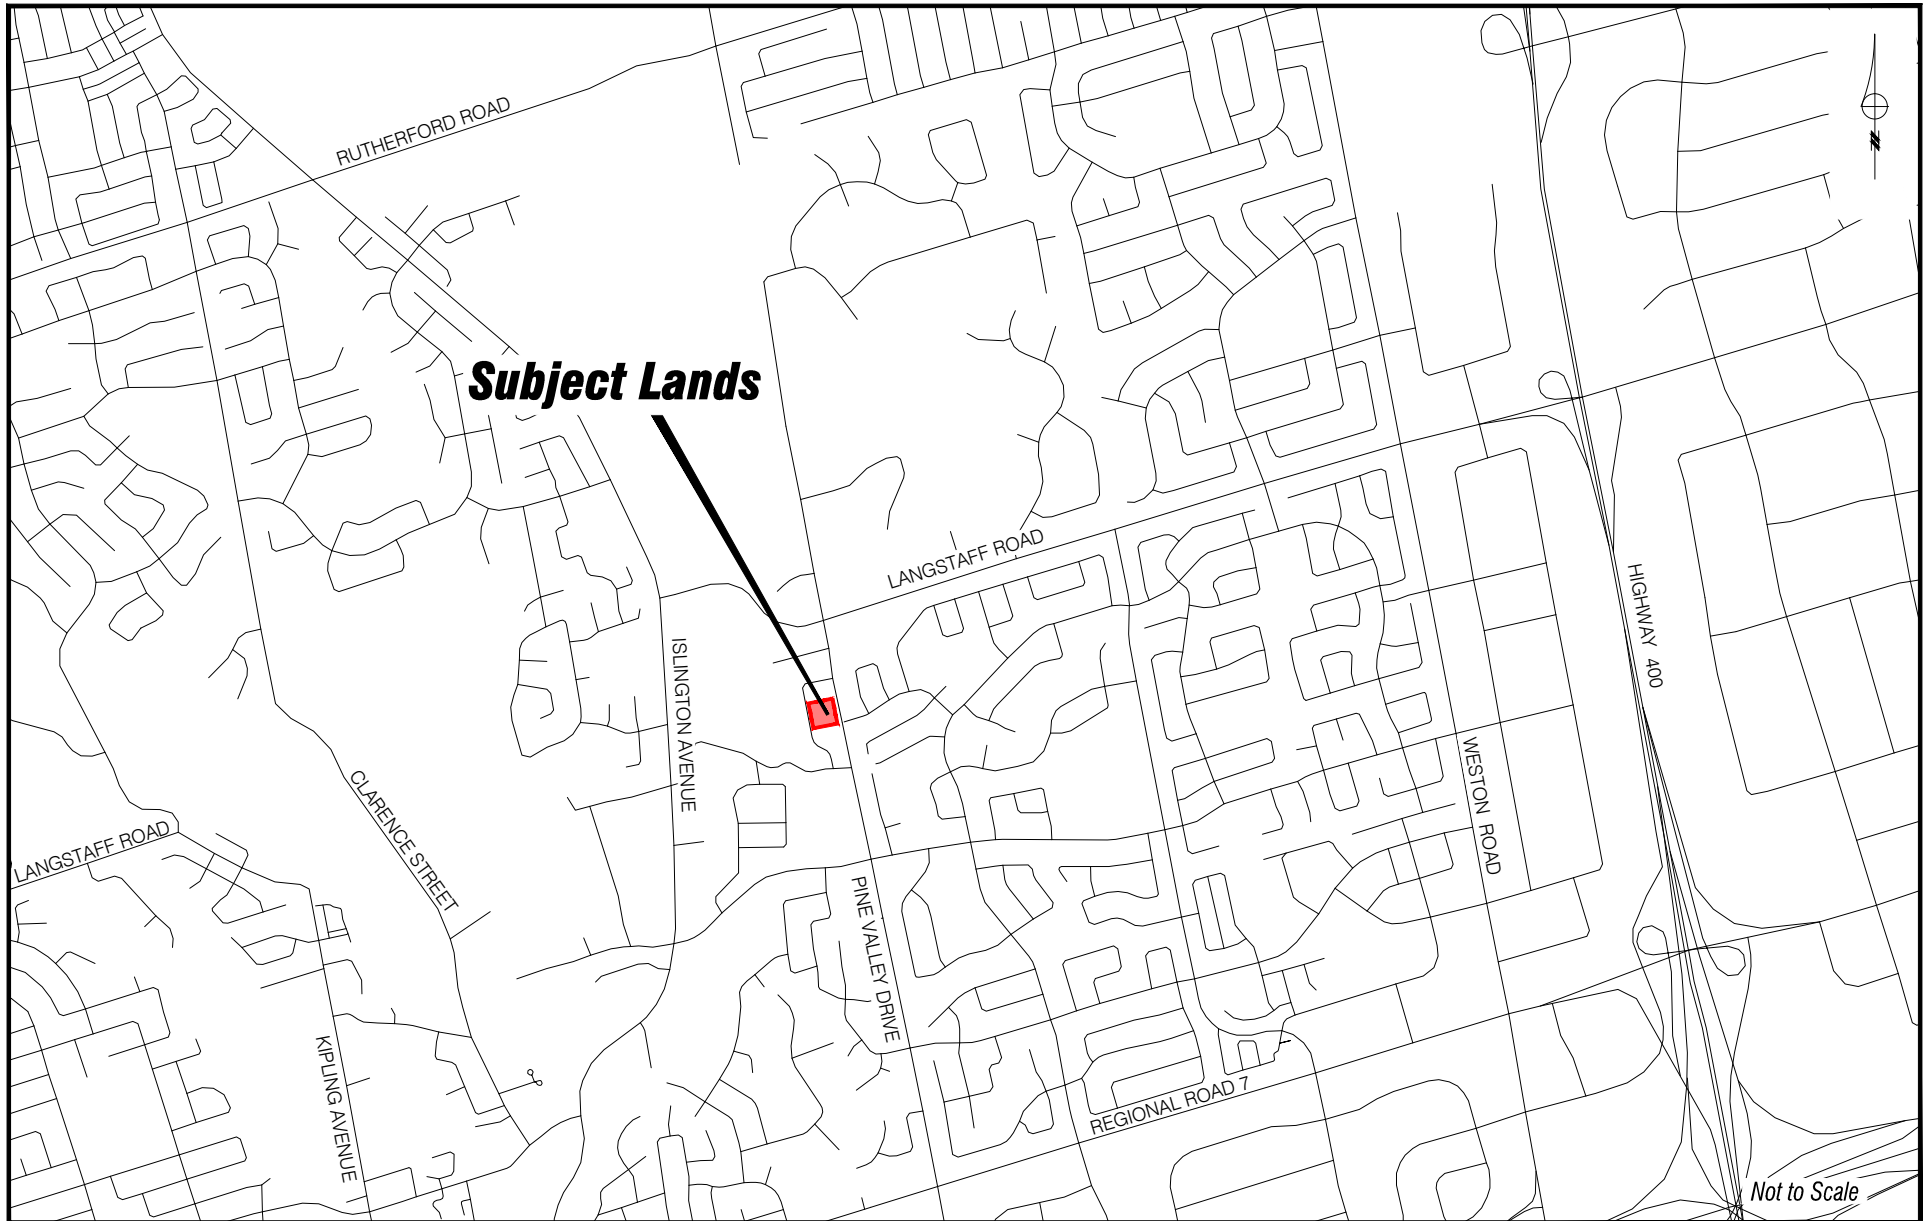 RUTHERFORD ROAD
Subject Lands
LANGSTAFF ROAD
HIGHWAY 400
ISLINGTON AVENUE
WESTON ROAD
CLARENCE STREET
LANGSTAFF ROAD
PINE VALLEY DRIVE
KIPLING AVENUE
REGIONAL ROAD 7
Not to Scale